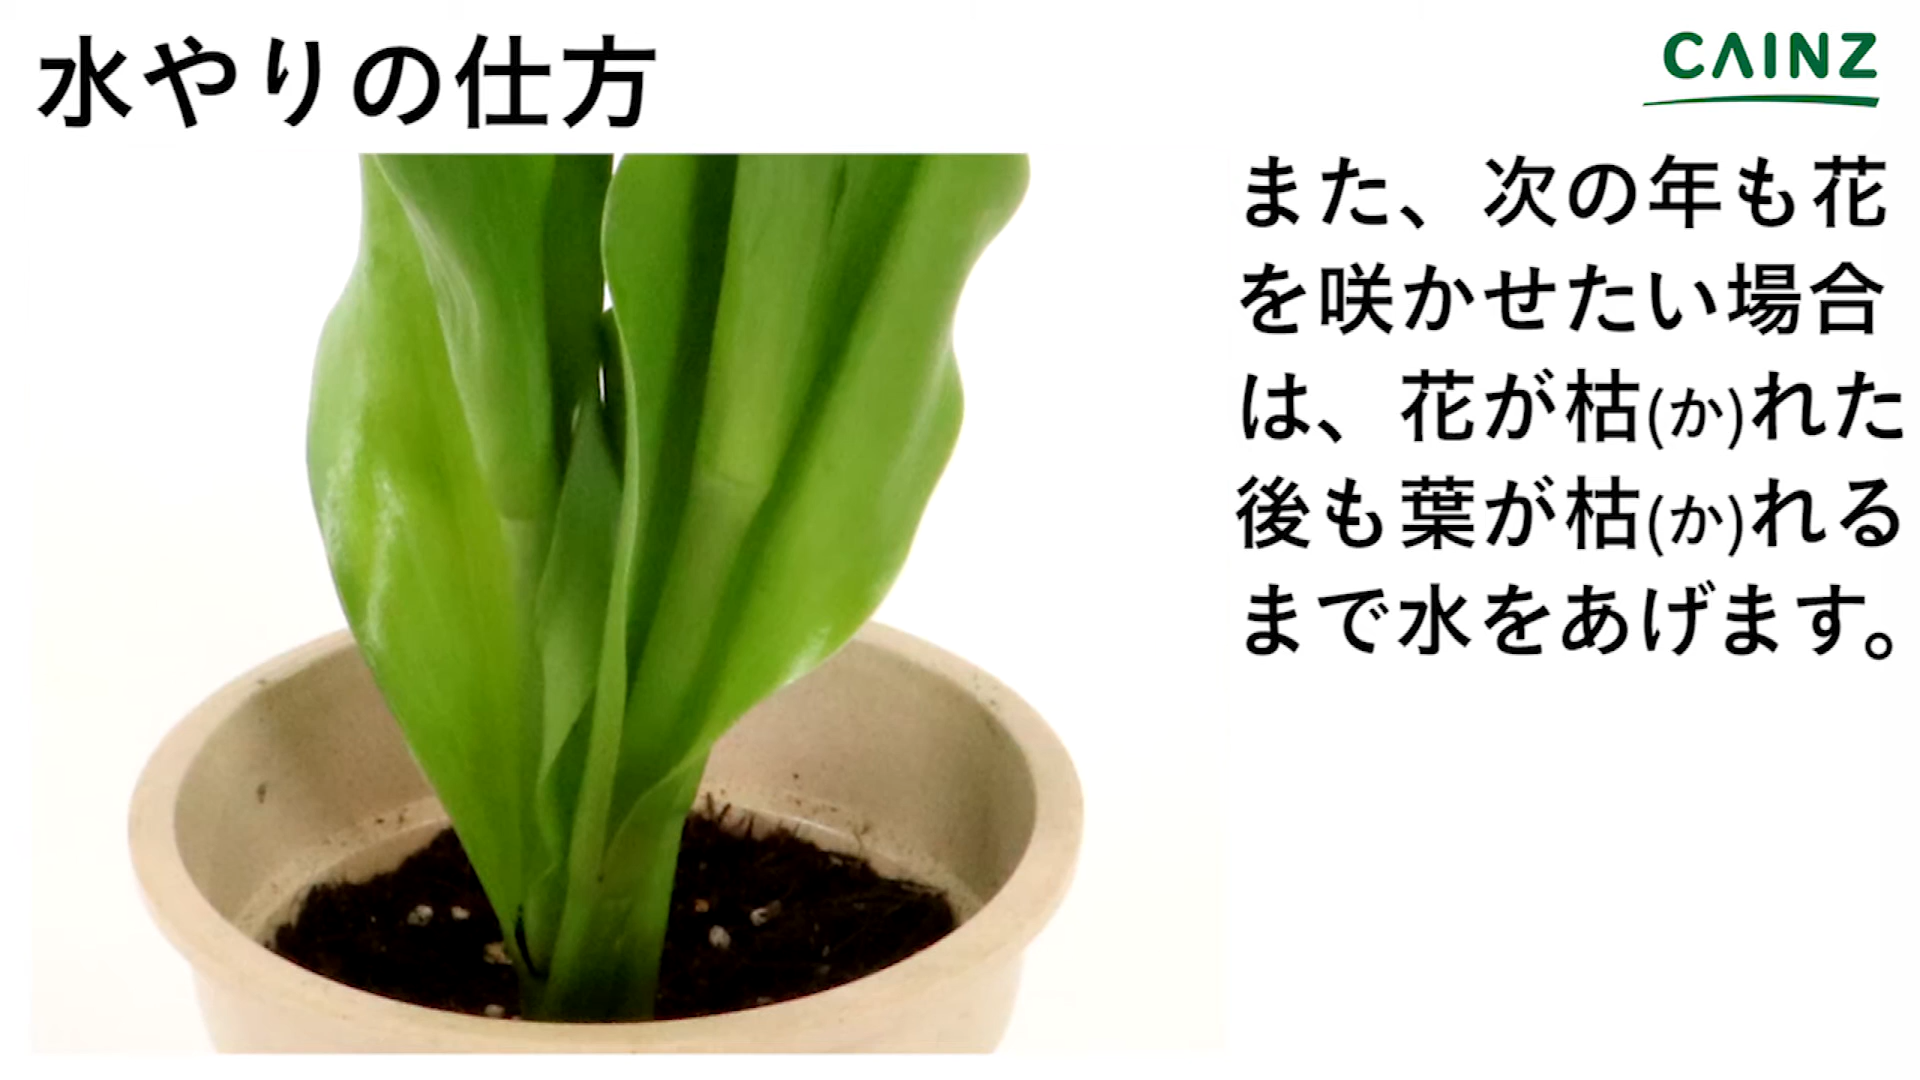 水やりの仕方
CAINZ
また、次の年も花
を咲かせたい場合
は、花が枯(か)れた
後も葉が枯(か)れる
まで水をあげます。